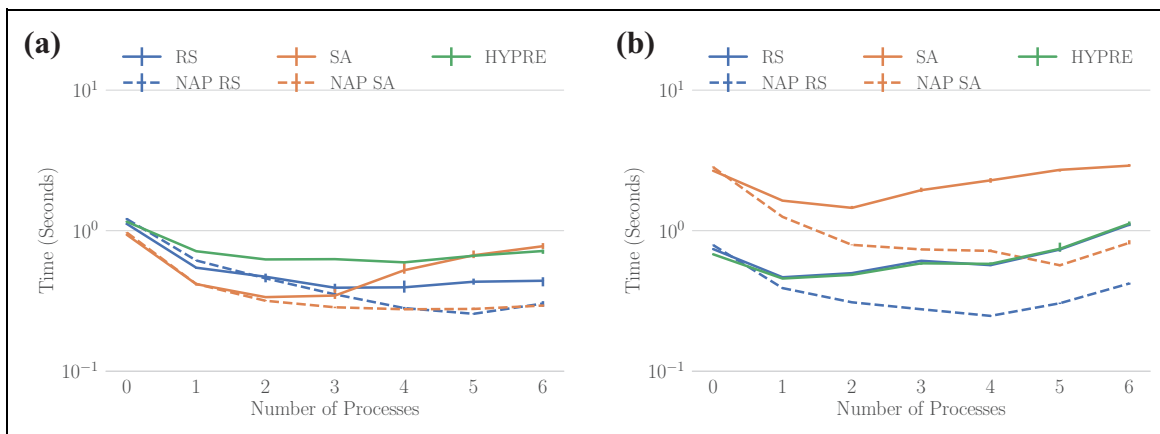 (a)
RS SA HYPRE
NAP RS NAP SA
10^1
10^0
10^-1
Time (Seconds)
0 1 2 3 4 5 6
Number of Processes
(b)
RS SA HYPRE
NAP RS NAP SA
10^1
10^0
10^-1
Time (Seconds)
0 1 2 3 4 5 6
Number of Processes